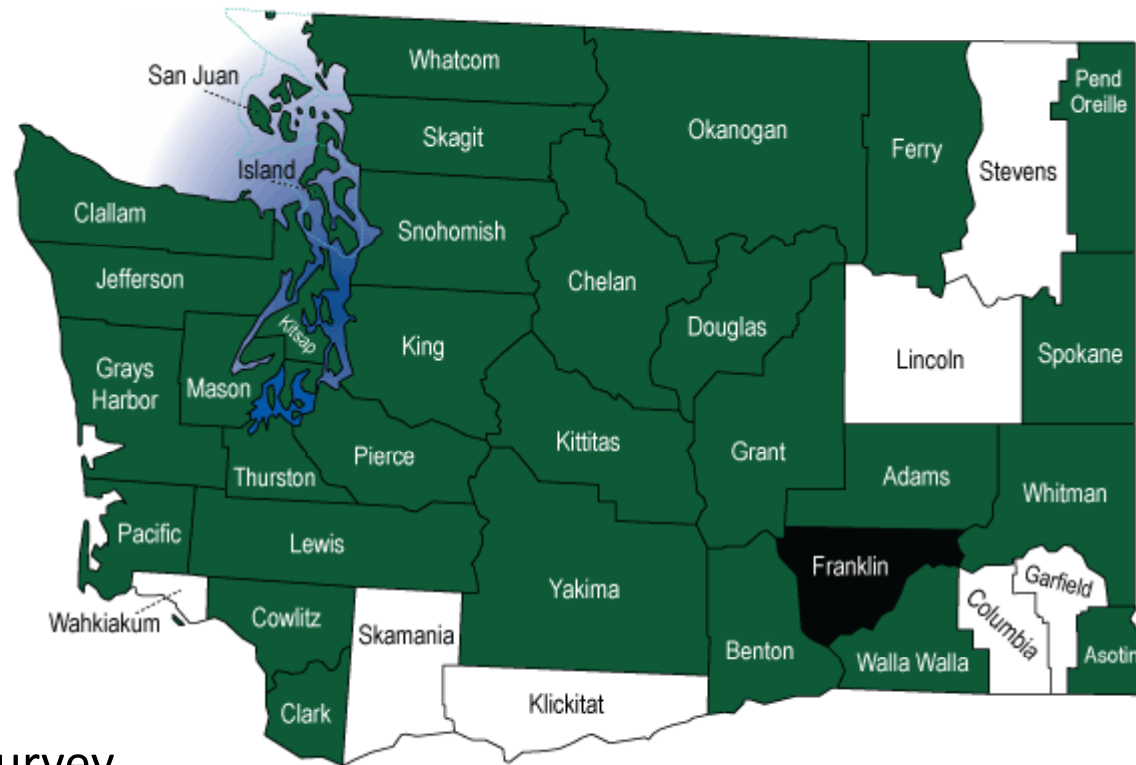 Whatcom
San Juan
Pend
Oreille
Okanogan
Skagit
Ferry
Island
Stevens
Clallam
Snohomish
Jefferson
Chelan
Douglas
Kitsap
King
Lincoln
Spokane
Grays
Harbor
Mason
Kittitas
Grant
Pierce
Thurston
Adams
Whitman
Pacific
Lewis
Franklin
Yakima
Garfield
Wahkiakum
Cowlitz
Skamania
Columbia
Benton
Walla Walla
Asotin
Klickitat
Clark
urvey